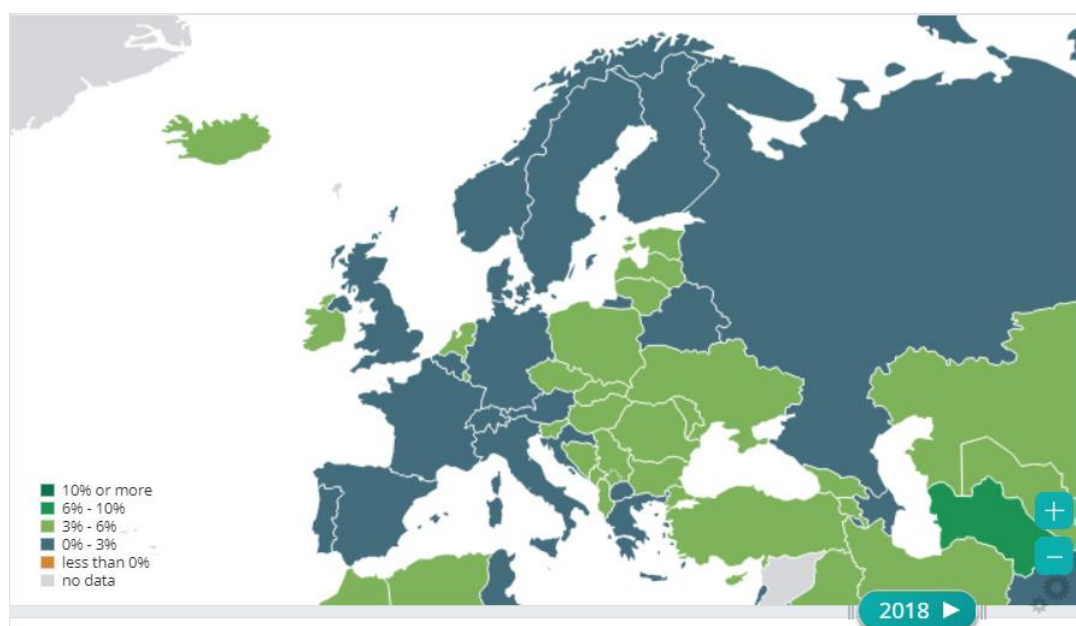 10% or more
6% - 10%
3% - 6%
0% - 3%
less than 0%
no data
+
−
2018